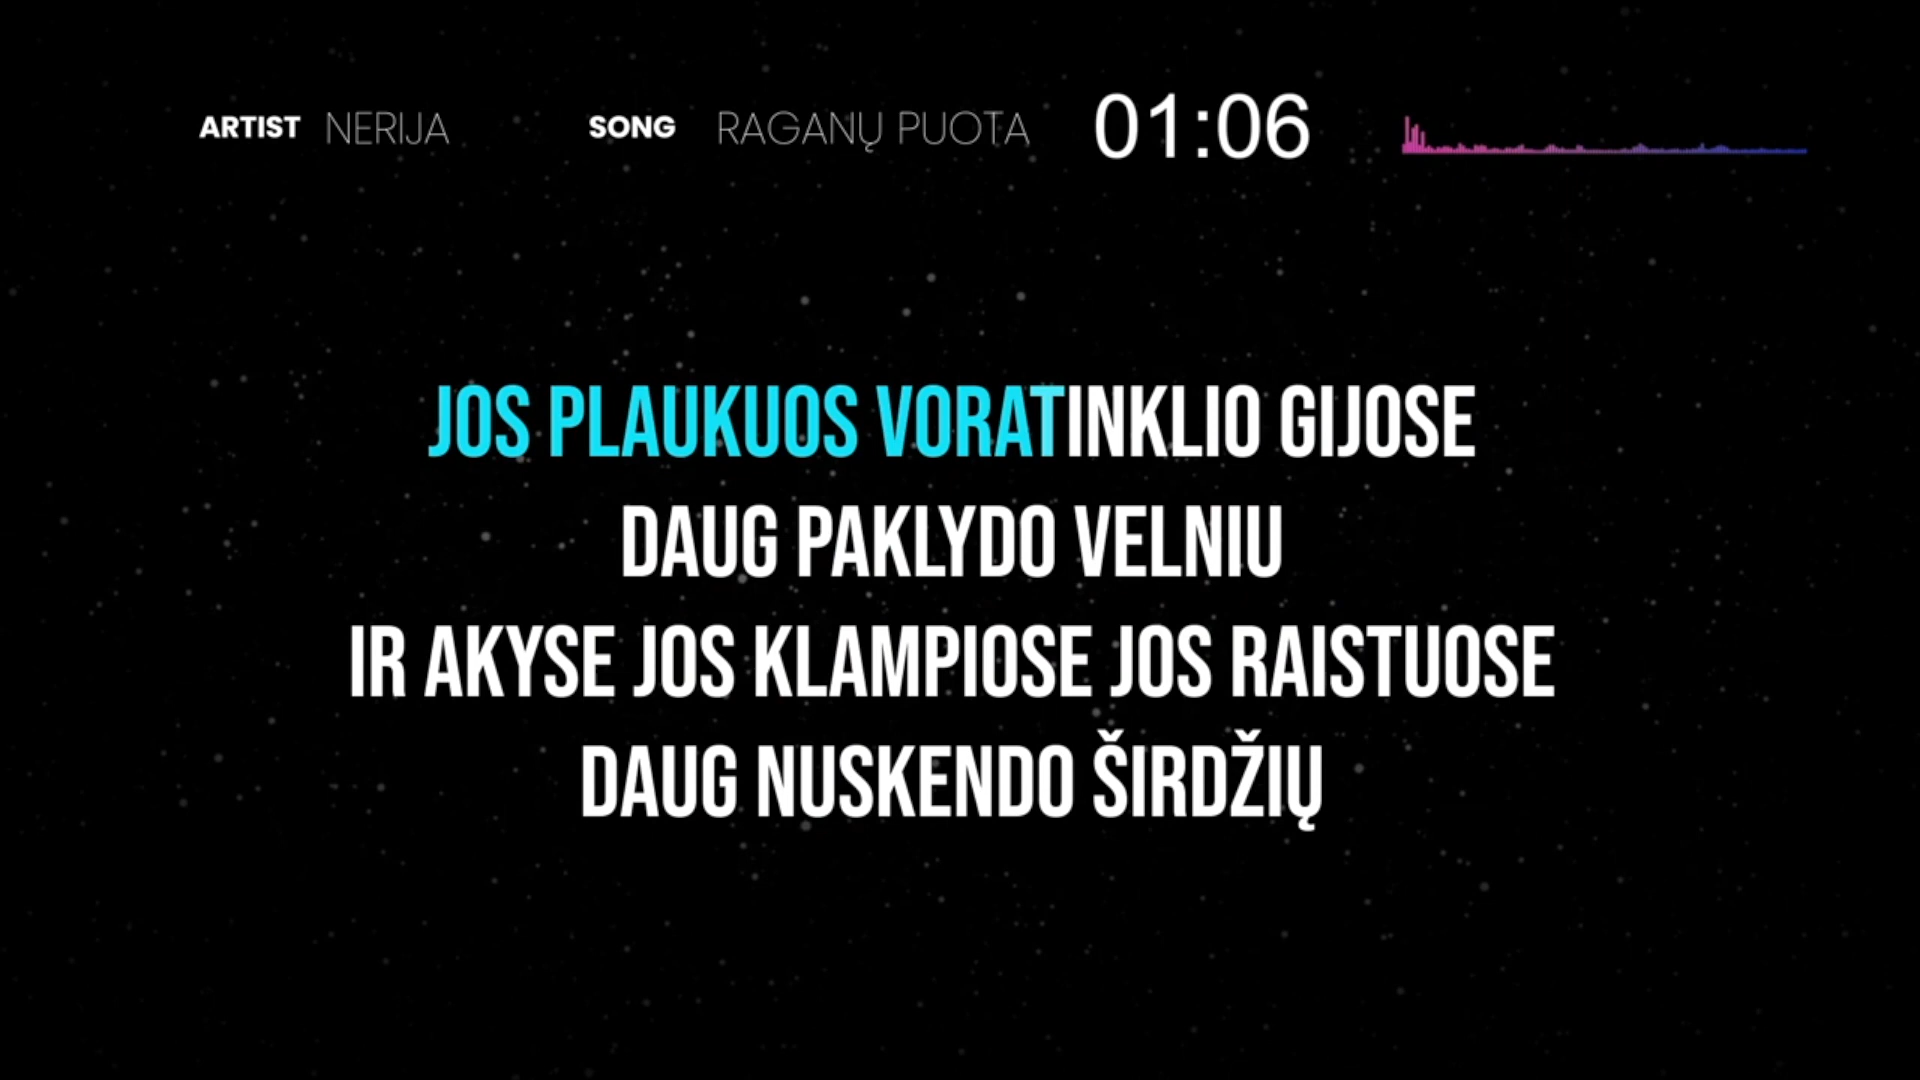 ARTIST NERIJA SONG RAGANŲ PUOTA 01:06
JOS PLAUKUOS VORATINKLIO GIJOSE
DAUG PAKLYDO VELNIU
IR AKYSE JOS KLAMPIOSE JOS RAISTUOSE
DAUG NUSKENDO ŠIRDŽIŲ